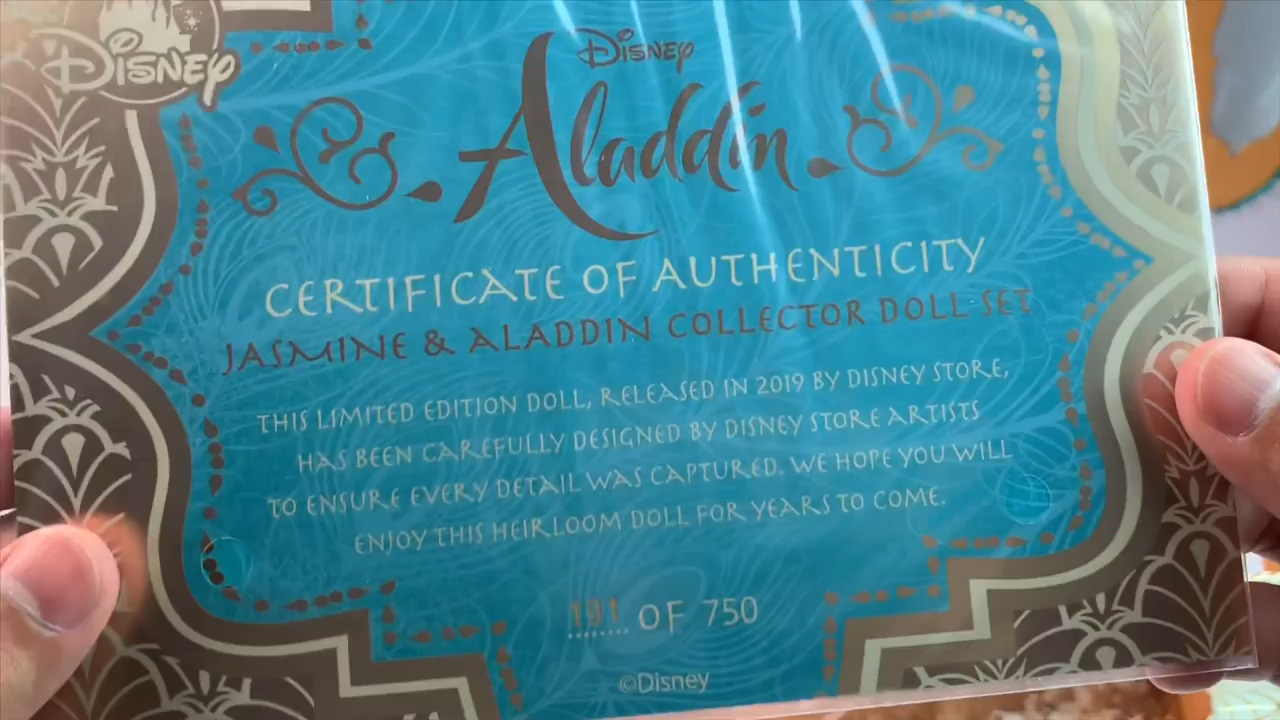 Disney
Disney
Aladdin
CERTIFICATE OF AUTHENTICITY
JASMINE & ALADDIN COLLECTOR DOLL SET
THIS LIMITED EDITION DOLL, RELEASED IN 2019 BY DISNEY STORE,
HAS BEEN CAREFULLY DESIGNED BY DISNEY STORE ARTISTS
TO ENSURE EVERY DETAIL WAS CAPTURED. WE HOPE YOU WILL
ENJOY THIS HEIRLOOM DOLL FOR YEARS TO COME.
191 OF 750
©Disney